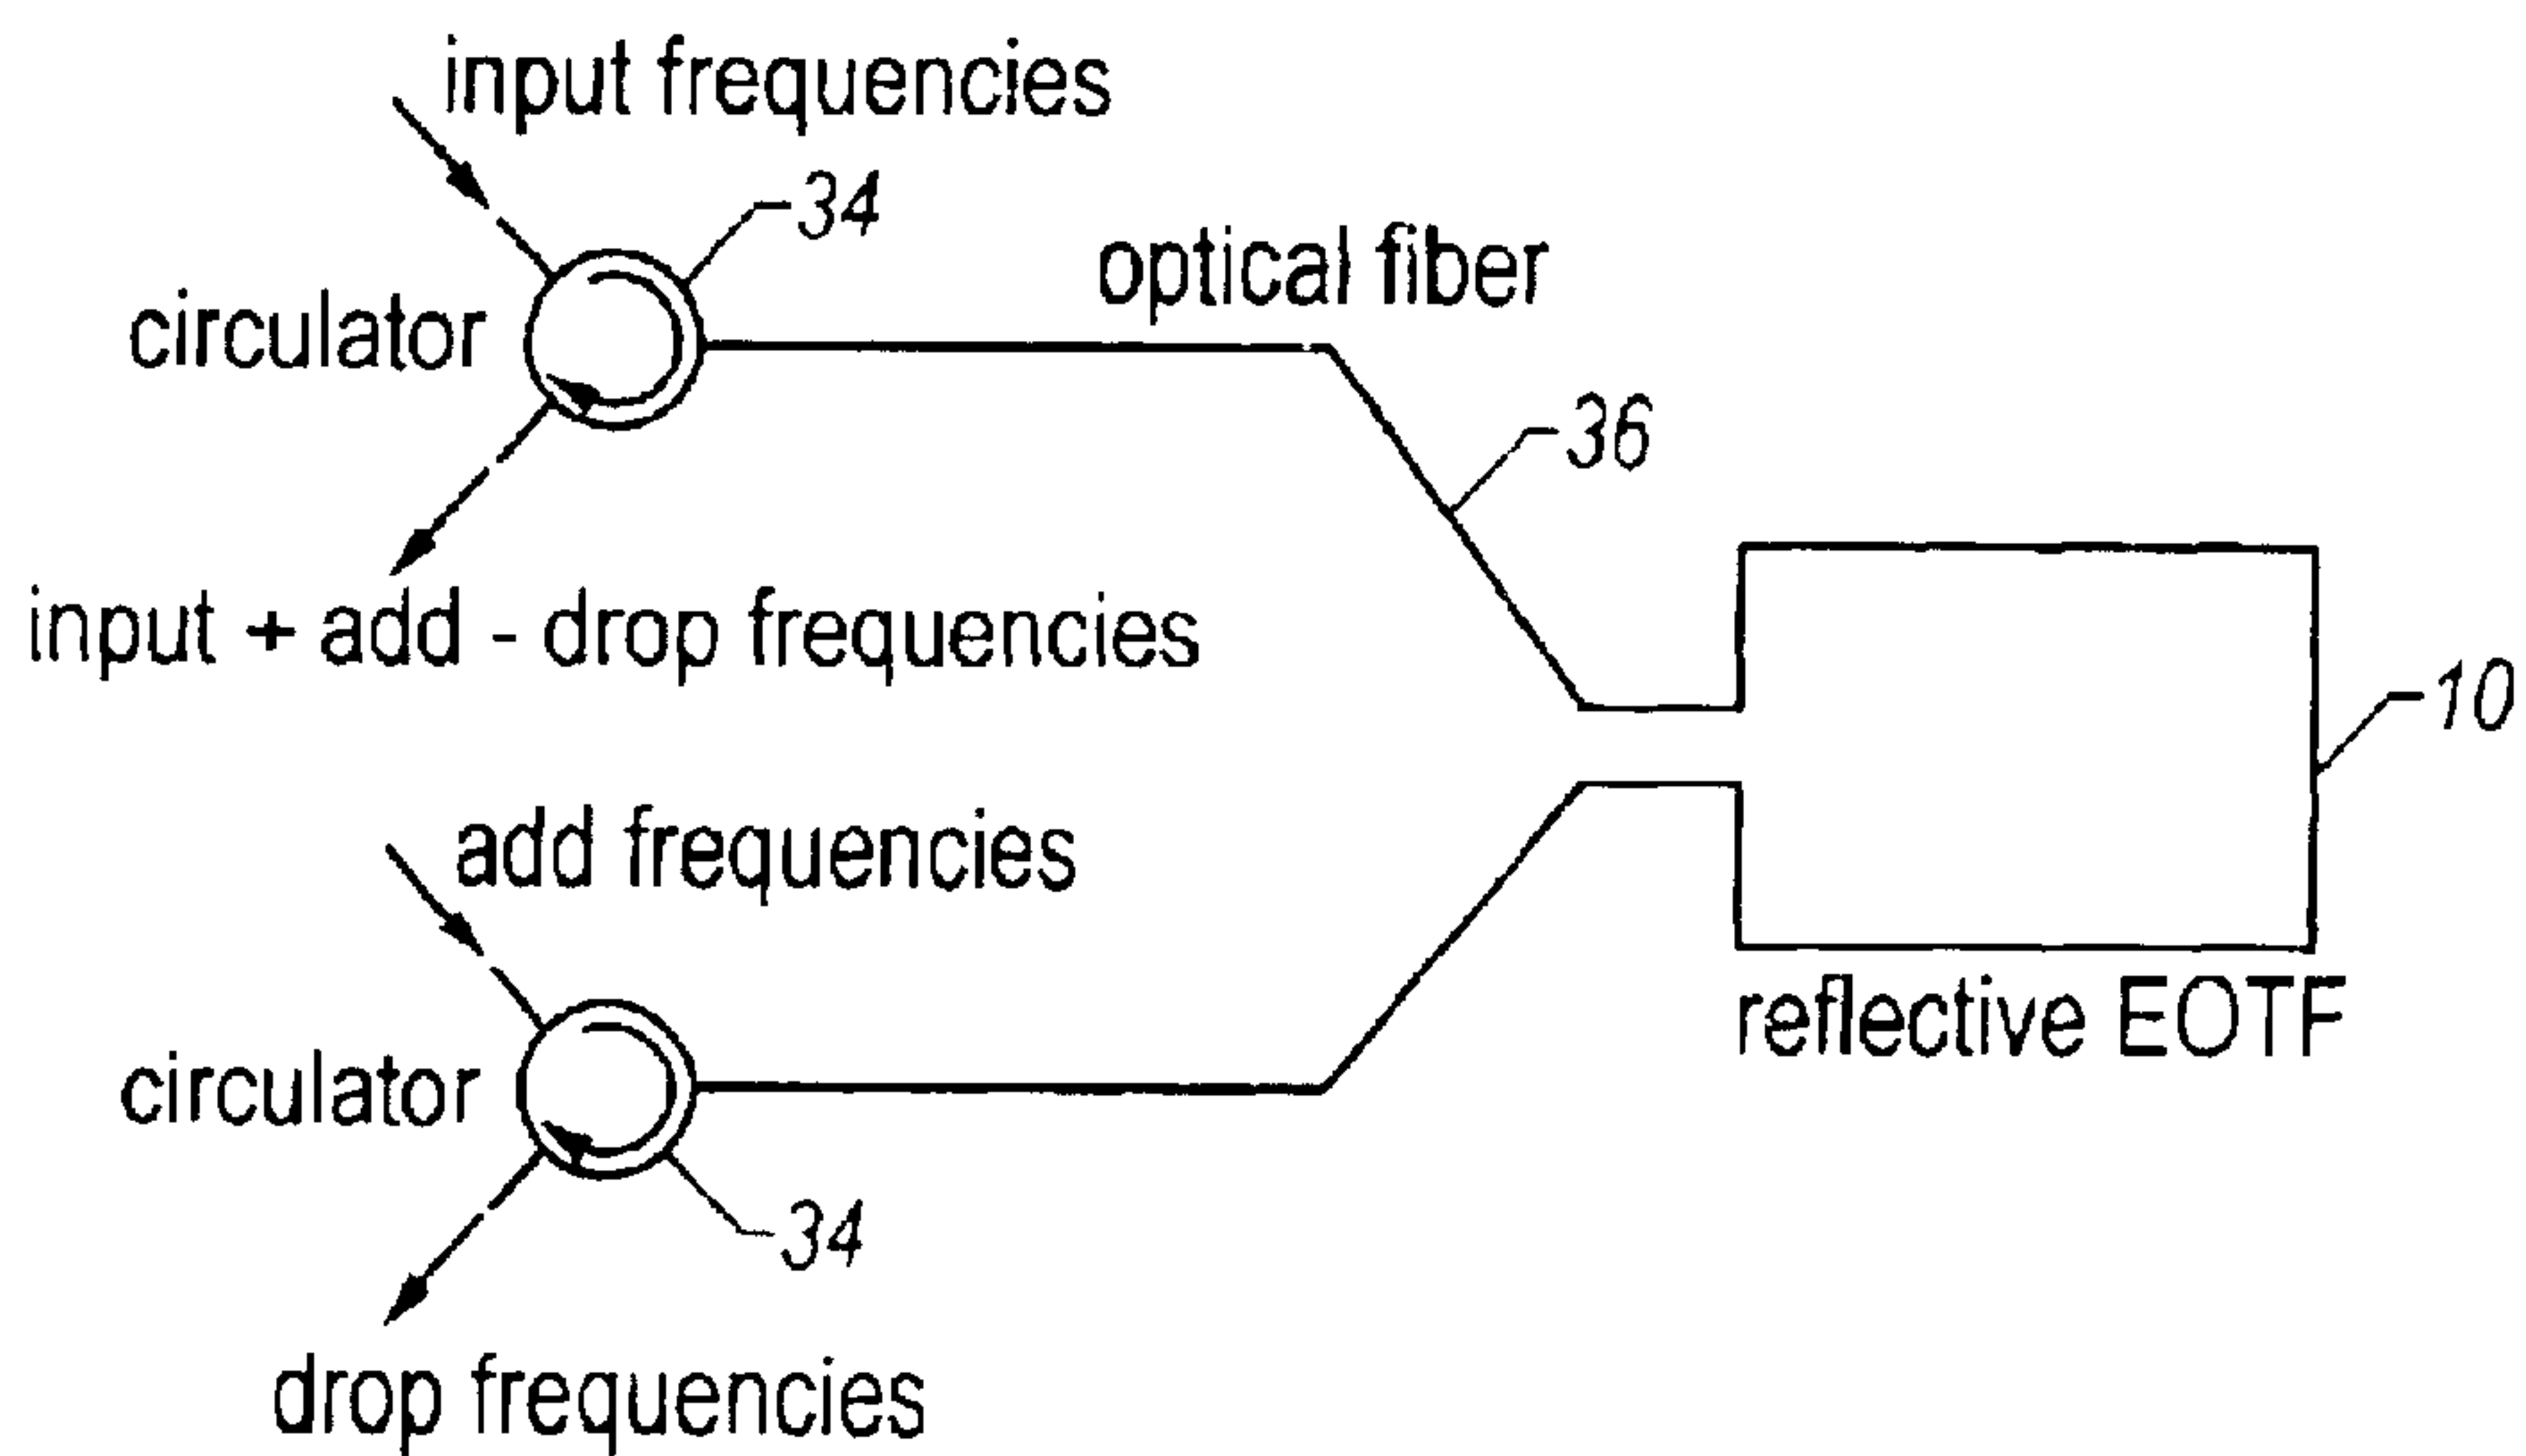 input frequencies
34
optical fiber
circulator
36
input + add - drop frequencies
10
add frequencies
reflective EOTF
circulator
34
drop frequencies